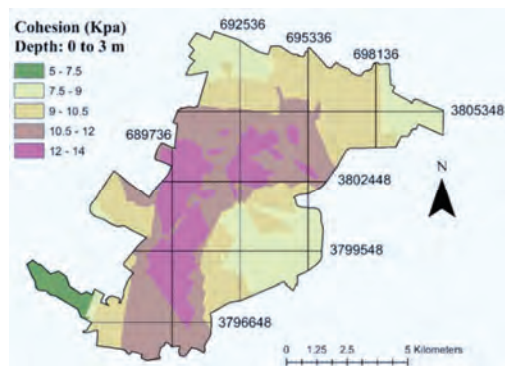 Cohesion (Kpa)
Depth: 0 to 3 m
5 - 7.5
7.5 - 9
9 - 10.5
10.5 - 12
12 - 14
692536
695336
698136
689736
3805348
N
3802448
3799548
3796648
0 1.25 2.5 5 Kilometers